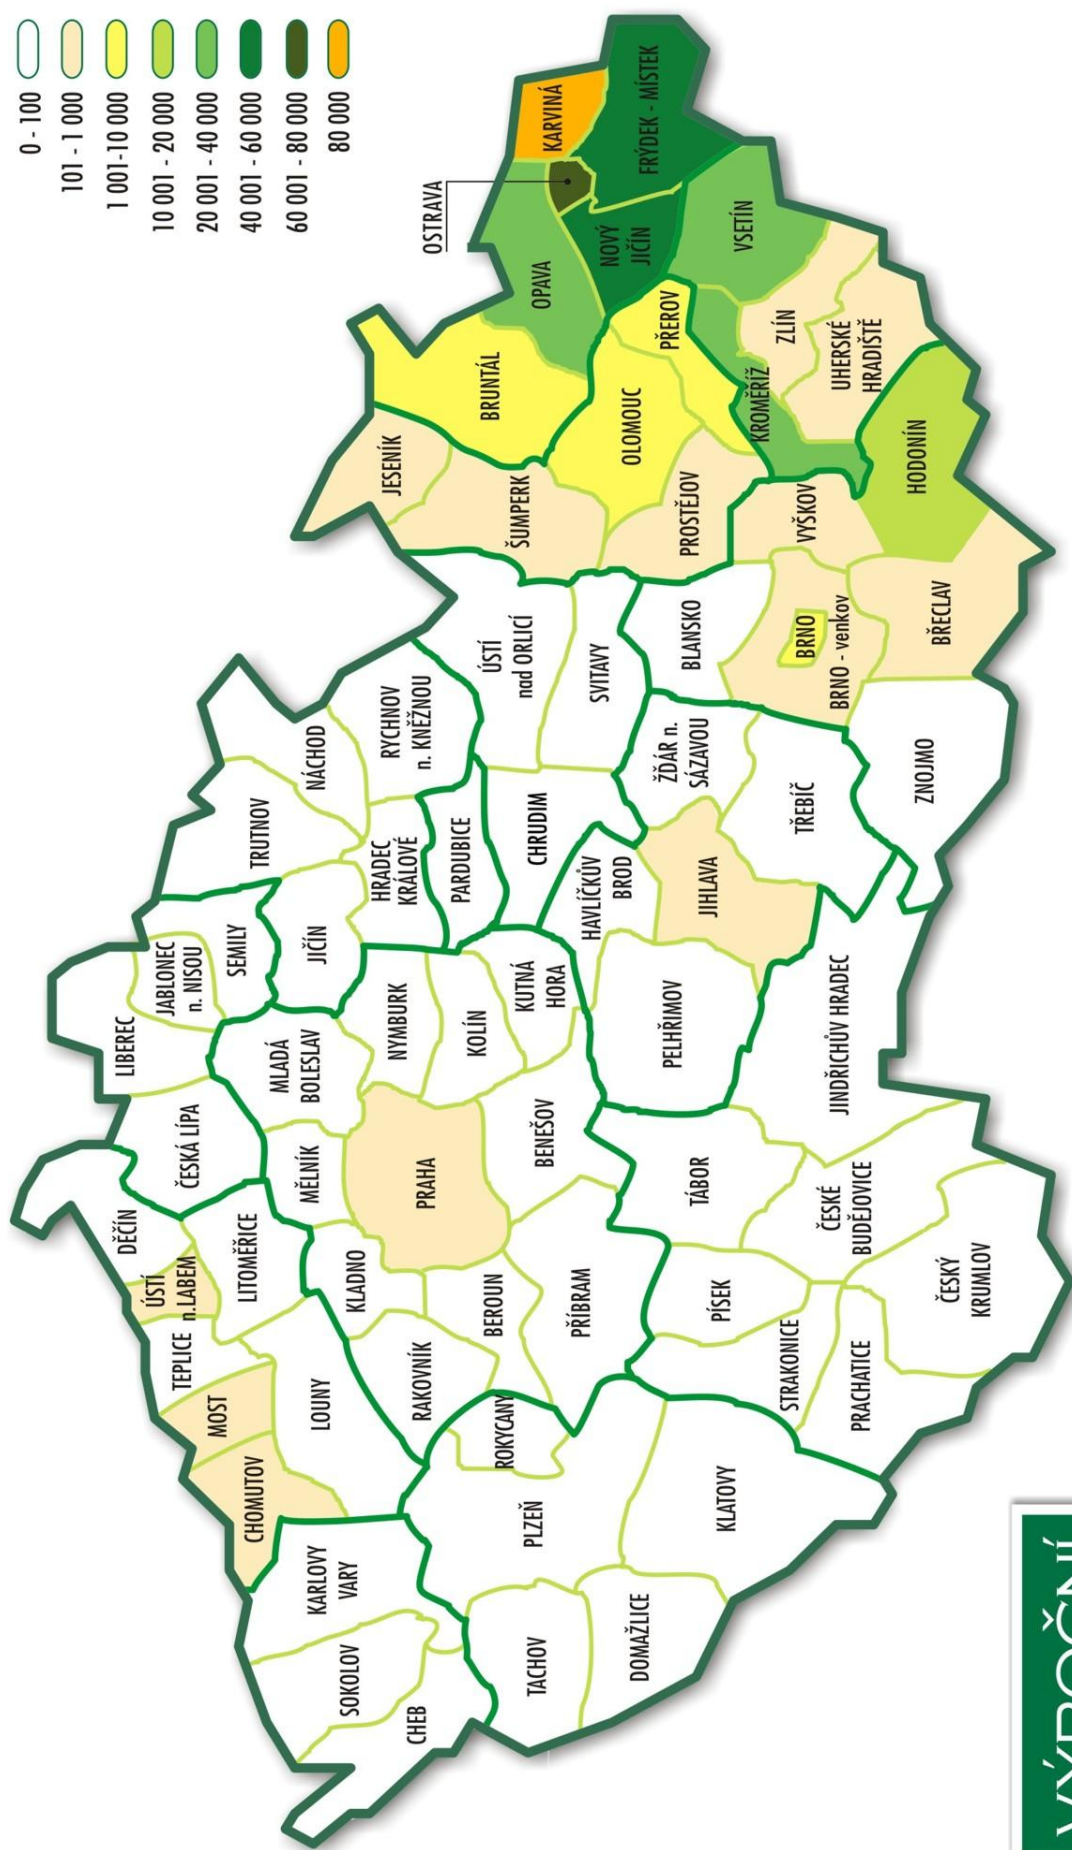 0 - 100
101 - 1 000
1 001-10 000
10 001 - 20 000
20 001 - 40 000
40 001 - 60 000
60 001 - 80 000
80 000
DĚČÍN
ÚSTÍ
n.LABEM
TEPLICE
MOST
CHOMUTOV
LITOMĚŘICE
LOUNY
ČESKÁ LÍPA
LIBEREC
JABLONEC
n. NISOU
SEMILY
KARLOVY
VARY
SOKOLOV
CHEB
JIČÍN
TRUTNOV
NÁCHOD
HRADEC
KRÁLOVÉ
RYCHNOV
n. KNĚŽNOU
MLADÁ
BOLESLAV
MĚLNÍK
KLADNO
RAKOVNÍK
PRAHA
NYMBURK
KOLÍN
KUTNÁ
HORA
BENEŠOV
BEROUN
PŘÍBRAM
ROKYCANY
PLZEŇ
TACHOV
DOMAŽLICE
KLATOVY
PARDUBICE
CHRUDIM
ÚSTÍ
nad ORLICÍ
SVITAVY
HAVLÍČKŮV
BROD
ŽĎÁR n.
SÁZAVOU
PELHŘIMOV
JIHLAVA
TŘEBÍČ
TÁBOR
PÍSEK
STRAKONICE
PRACHATICE
ČESKÉ
BUDĚJOVICE
ČESKÝ
KRUMLOV
JINDŘICHŮV HRADEC
JESENÍK
ŠUMPERK
BRUNTÁL
OLOMOUC
PROSTĚJOV
PŘEROV
OPAVA
OSTRAVA
KARVINÁ
NOVÝ
JIČÍN
FRÝDEK - MÍSTEK
VSETÍN
KROMĚŘÍŽ
ZLÍN
UHERSKÉ
HRADIŠTĚ
BLANSKO
VYŠKOV
BRNO
BRNO - venkov
HODONÍN
BŘECLAV
ZNOJMO
VÝROČNÍ